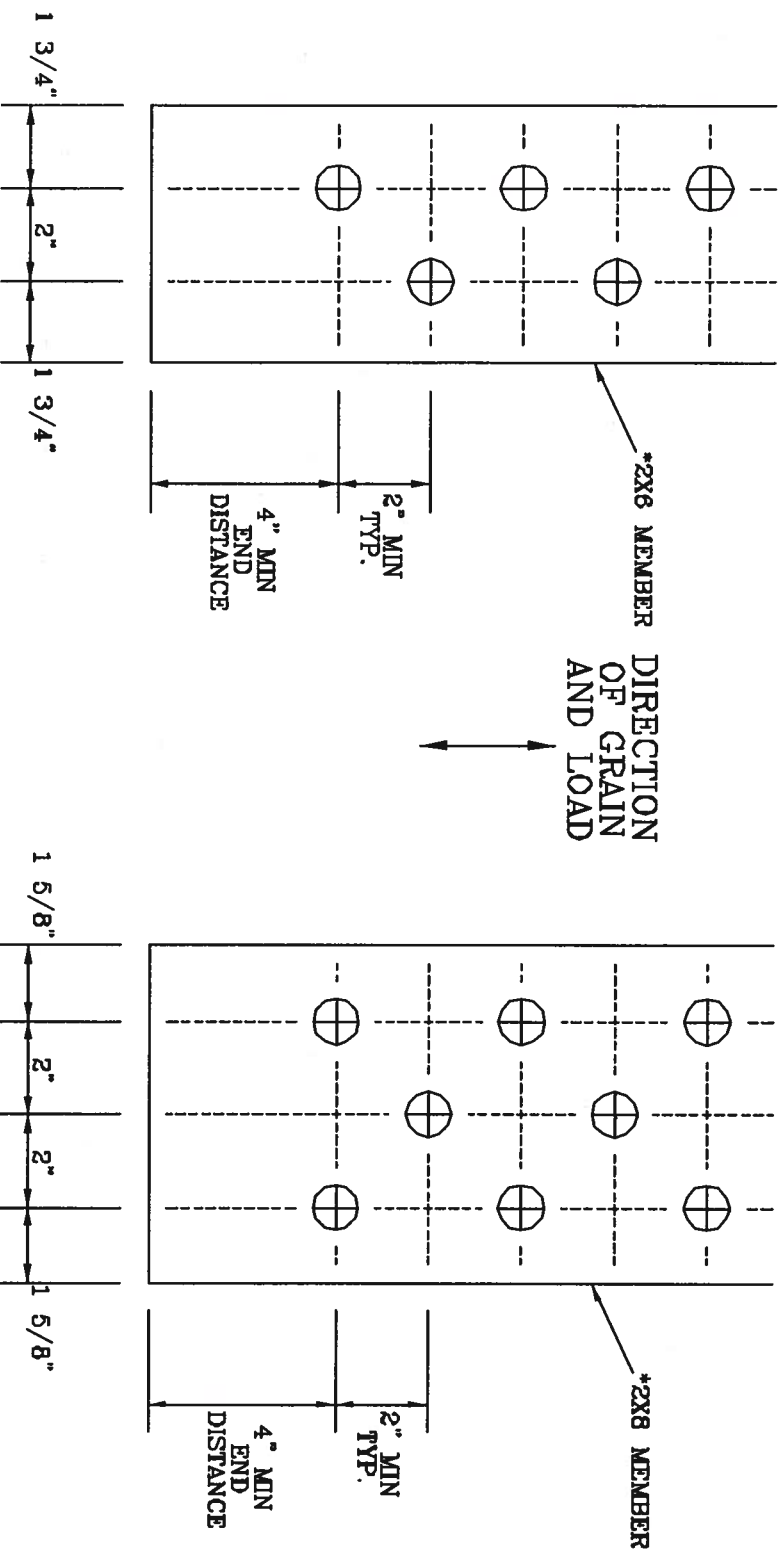 1 3/4"
2"
1 3/4"
4" MIN
END
DISTANCE
2" MIN
TYP.
*2X6 MEMBER
DIRECTION
OF GRAIN
AND LOAD
1 5/8"
2"
2"
1 5/8"
4" MIN
END
DISTANCE
2" MIN
TYP.
*2X8 MEMBER